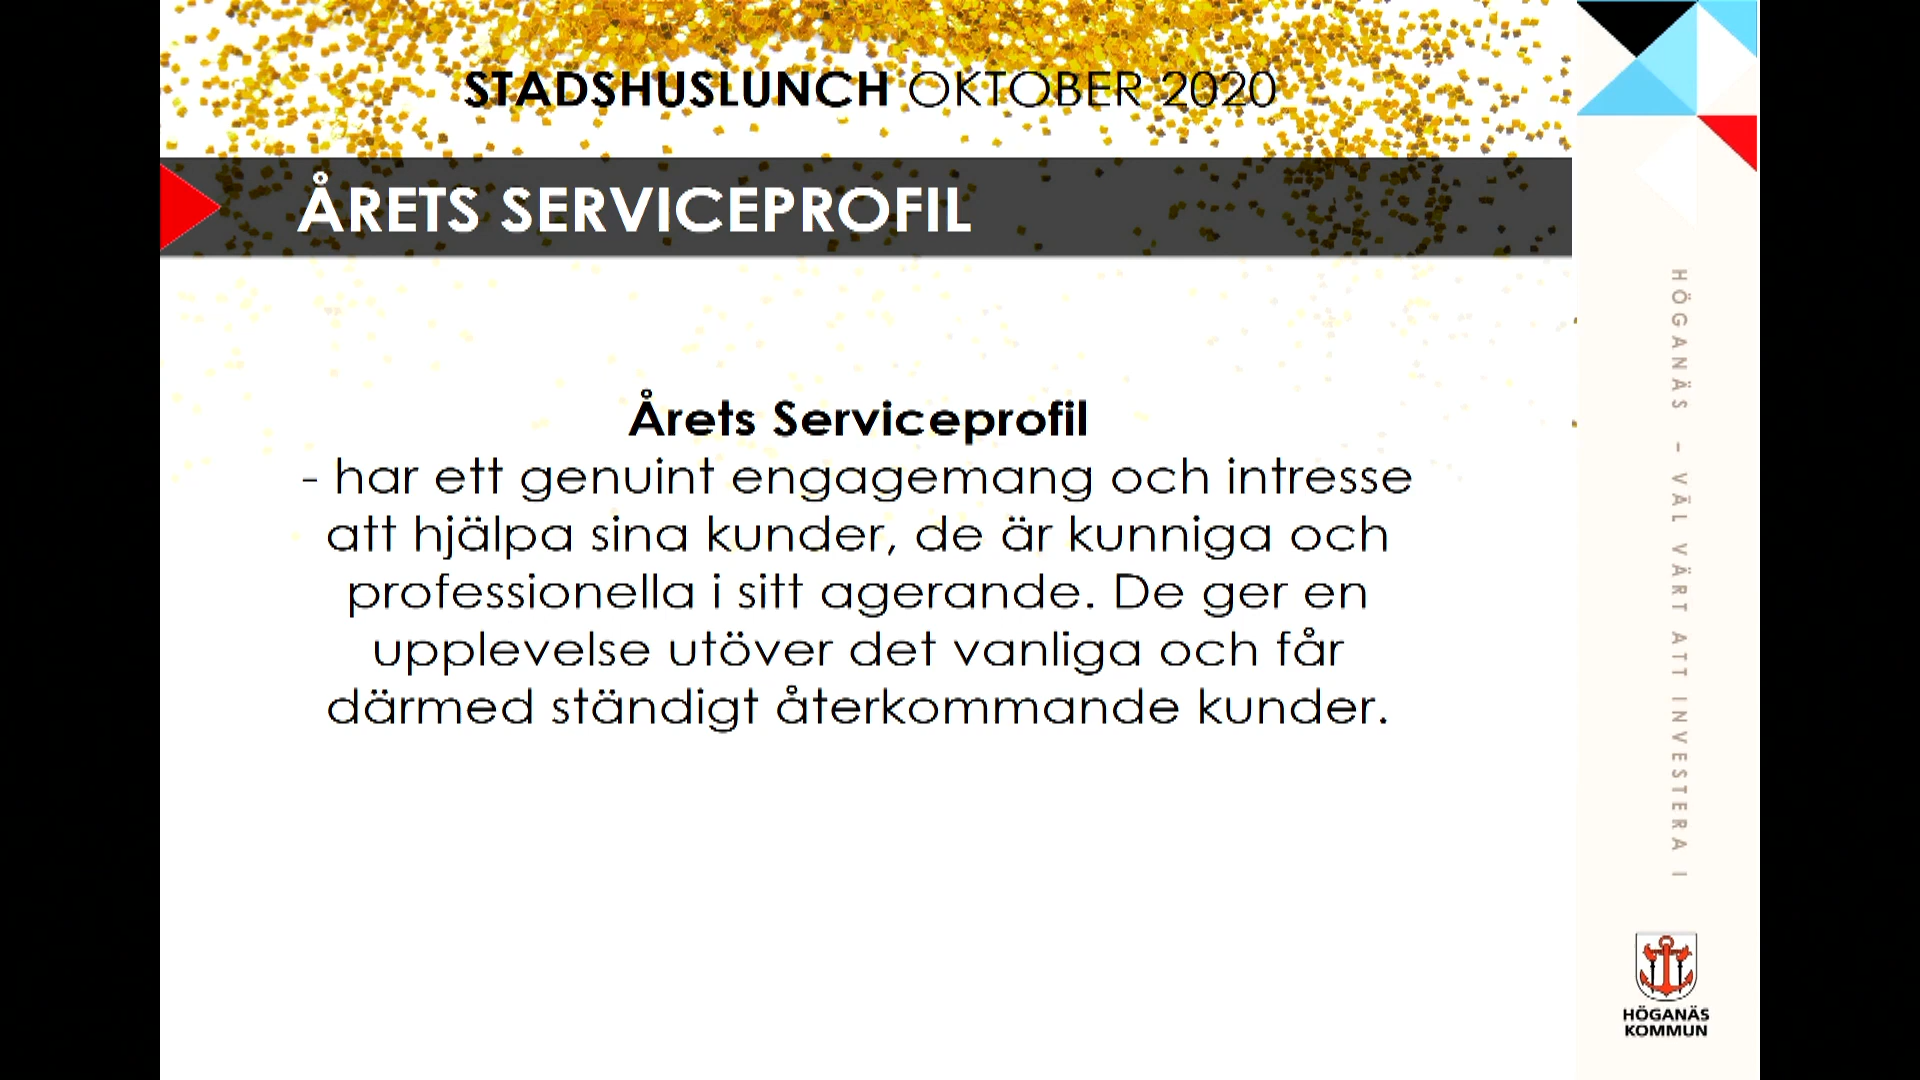 STADSHUSLUNCH OKTOBER 2020
ÅRETS SERVICEPROFIL
Årets Serviceprofil
- har ett genuint engagemang och intresse
att hjälpa sina kunder, de är kunniga och
professionella i sitt agerande. De ger en
upplevelse utöver det vanliga och får
därmed ständigt återkommande kunder.
HÖGANÄS – VÄL VÄRT ATT INVESTERA I
HÖGANÄS
KOMMUN